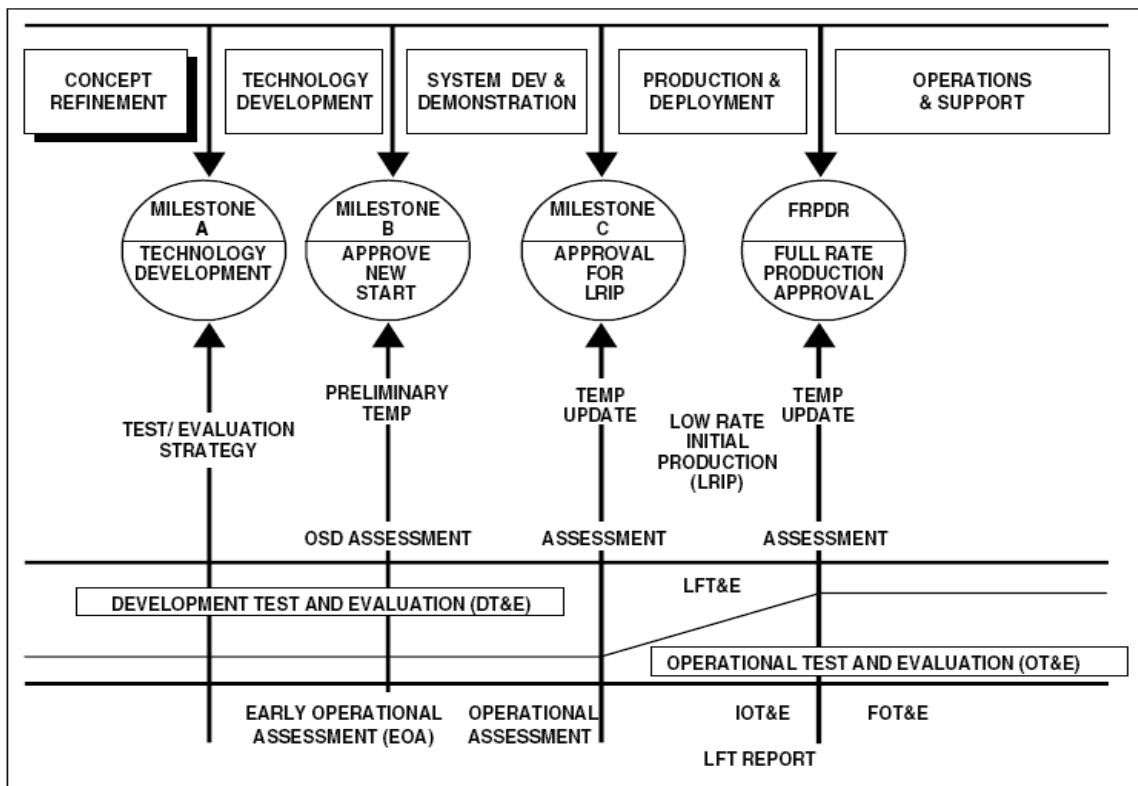 CONCEPT
REFINEMENT
TECHNOLOGY
DEVELOPMENT
SYSTEM DEV &
DEMONSTRATION
PRODUCTION &
DEPLOYMENT
OPERATIONS
& SUPPORT
MILESTONE
A
TECHNOLOGY
DEVELOPMENT
MILESTONE
B
APPROVE
NEW
START
MILESTONE
C
APPROVAL
FOR
LRIP
FRPDR
FULL RATE
PRODUCTION
APPROVAL
TEST/ EVALUATION
STRATEGY
PRELIMINARY
TEMP
TEMP
UPDATE
LOW RATE
INITIAL
PRODUCTION
(LRIP)
TEMP
UPDATE
OSD ASSESSMENT
ASSESSMENT
ASSESSMENT
DEVELOPMENT TEST AND EVALUATION (DT&E)
LFT&E
OPERATIONAL TEST AND EVALUATION (OT&E)
EARLY OPERATIONAL
ASSESSMENT (EOA)
OPERATIONAL
ASSESSMENT
IOT&E
FOT&E
LFT REPORT